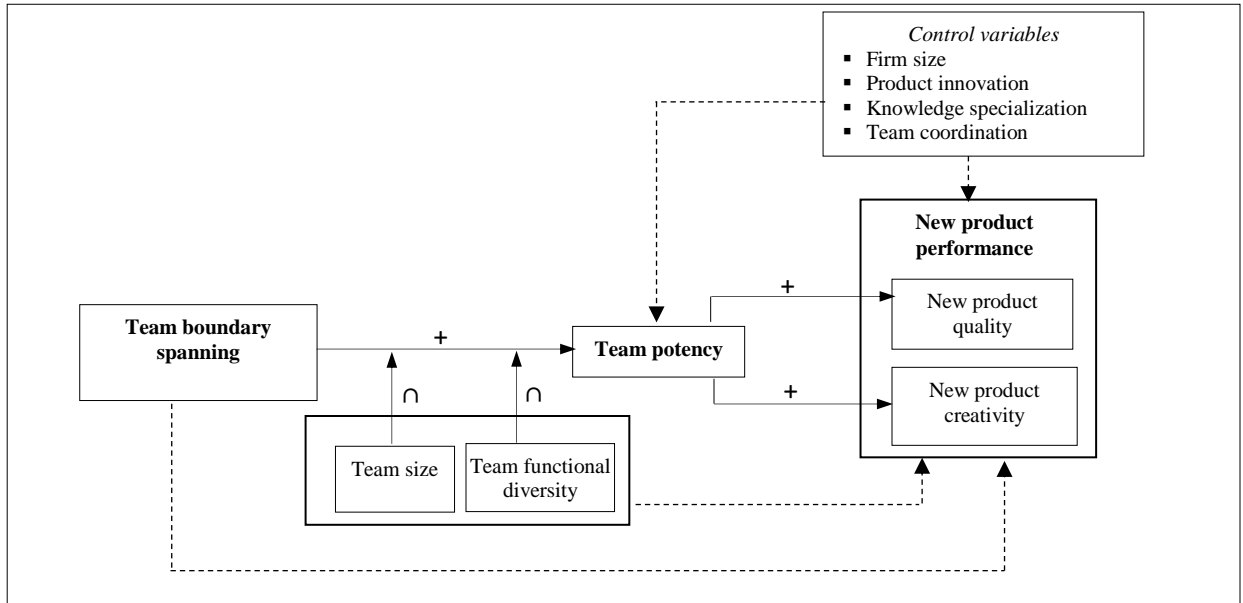 Control variables
▪ Firm size
▪ Product innovation
▪ Knowledge specialization
▪ Team coordination
New product
performance
+
New product
quality
Team boundary
spanning
+
Team potency
∩
∩
+
New product
creativity
Team size
Team functional
diversity